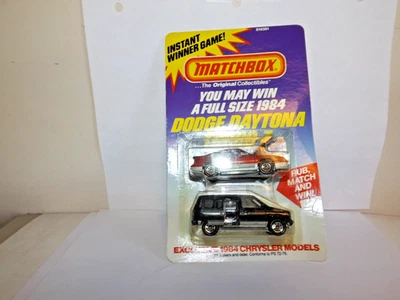 INSTANT
WINNER GAME!
MATCHBOX
...The Original Collectibles
YOU MAY WIN
A FULL SIZE 1984
DODGE DAYTONA
RUB,
MATCH
AND
WIN!
1984 CHRYSLER MODELS